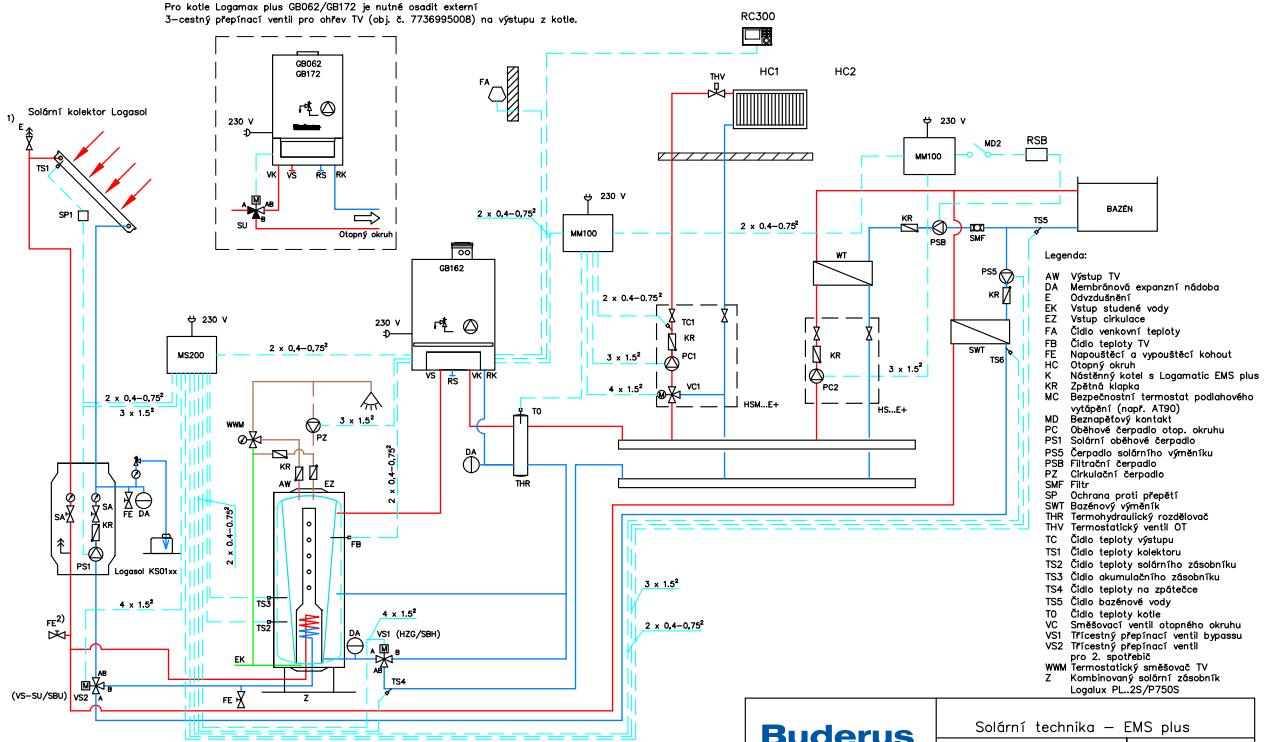 Pro kotle Logamax plus GB062/GB172 je nutné osadit externí
3-cestný přepínací ventil pro ohřev TV (obj. č. 7736995008) na výstupu z kotle.
GB062
GB172
230 V
VK
VS
RS
RK
M
A
AB
B
SU
Otopný okruh
Solární kolektor Logasol
1)
E
TS1
SP1
FA
RC300
THV
HC1
HC2
230 V
MM100
MD2
RSB
BAZÉN
2 x 0,4-0,75²
230 V
MM100
2 x 0.4-0.75²
KR
PSB
SMF
TS5
WT
PS5
KR
SWT
TS6
GB162
230 V
VS
RS
VK
RK
230 V
MS200
2 x 0,4-0,75²
2 x 0.4-0.75²
TC1
KR
3 x 1.5²
PC1
4 x 1.5²
M
VC1
HSM...E+
KR
PC2
3 x 1.5²
HS...E+
2 x 0,4-0,75²
3 x 1.5²
WWM
PZ
3 x 1.5²
2 x 0,4-0,75²
KR
AW
EZ
DA
TO
THR
SA
SA
KR
FE
DA
PS1
Logasol KS01xx
2 x 0.4-0.75²
FB
TS3
TS2
4 x 1.5²
FE²⁾
EK
DA
4 x 1.5²
VS1 (HZG/SBH)
M
A
B
AB
TS4
3 x 1.5²
2 x 0,4-0,75²
(VS-SU/SBU)
VS2
M
AB
B
A
FE
Z
Legenda:
AW Výstup TV
DA Membránová expanzní nádoba
E Odvzdušnění
EK Vstup studené vody
EZ Vstup cirkulace
FA Čidlo venkovní teploty
FB Čidlo teploty TV
FE Napouštěcí a vypouštěcí kohout
HC Otopný okruh
K Nástěnný kotel s Logamatic EMS plus
KR Zpětná klapka
MC Bezpečnostní termostat podlahového
vytápění (např. AT90)
MD Beznapěťový kontakt
PC Oběhové čerpadlo otop. okruhu
PS1 Solární oběhové čerpadlo
PS5 Čerpadlo solárního výměníku
PSB Filtrační čerpadlo
PZ Cirkulační čerpadlo
SMF Filtr
SP Ochrana proti přepětí
SWT Bazénový výměník
THR Termohydraulický rozdělovač
THV Termostatický ventil OT
TC Čidlo teploty výstupu
TS1 Čidlo teploty kolektoru
TS2 Čidlo teploty solárního zásobníku
TS3 Čidlo akumulačního zásobníku
TS4 Čidlo teploty na zpátečce
TS5 Čidlo bazénové vody
TO Čidlo teploty kotle
VC Směšovací ventil otopného okruhu
VS1 Třícestný přepínací ventil bypassu
VS2 Třícestný přepínací ventil
pro 2. spotřebič
WWM Termostatický směšovač TV
Z Kombinovaný solární zásobník
Logalux PL..2S/P750S
Buderus
Solární technika - EMS plus